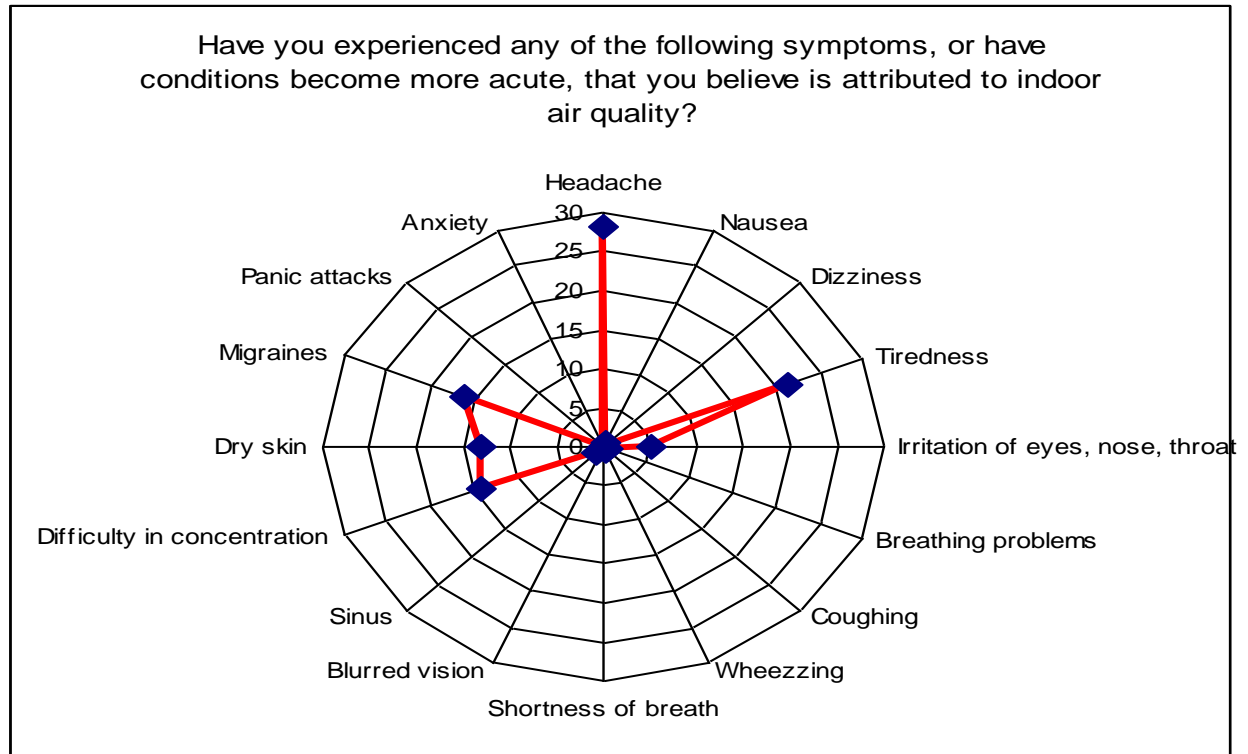 Have you experienced any of the following symptoms, or have
conditions become more acute, that you believe is attributed to indoor
air quality?
Headache
30
Anxiety
Nausea
25
Panic attacks
Dizziness
20
15
Migraines
Tiredness
10
5
Dry skin
0
Irritation of eyes, nose, throat
Difficulty in concentration
Breathing problems
Sinus
Coughing
Blurred vision
Wheezzing
Shortness of breath